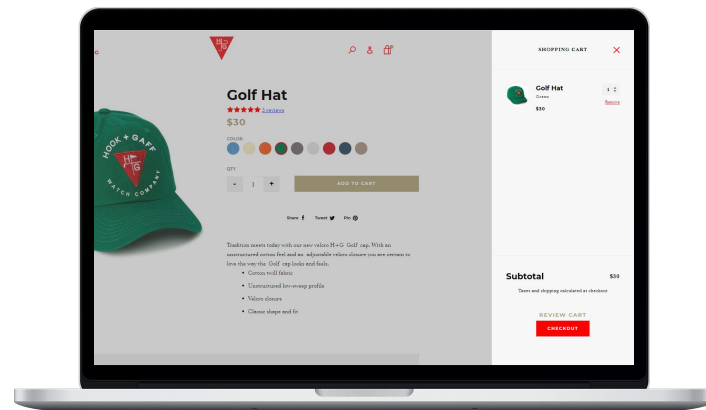 H+G
Golf Hat
3 reviews
$30
COLOR
QTY
- 1 +
ADD TO CART
Share Tweet Pin
Tradition meets today with our new velcro H+G Golf cap. With an
unstructured cotton feel and an adjustable velcro closure you are certain to
love the way the Golf cap looks and feels.
• Cotton twill fabric
• Unstructured low-sweep profile
• Velcro closure
• Classic shape and fit
HOOK + GAFF
H+G
WATCH COMPANY
SHOPPING CART
Golf Hat
1
Green
Remove
$30
Subtotal $30
Taxes and shipping calculated at checkout
REVIEW CART
CHECKOUT